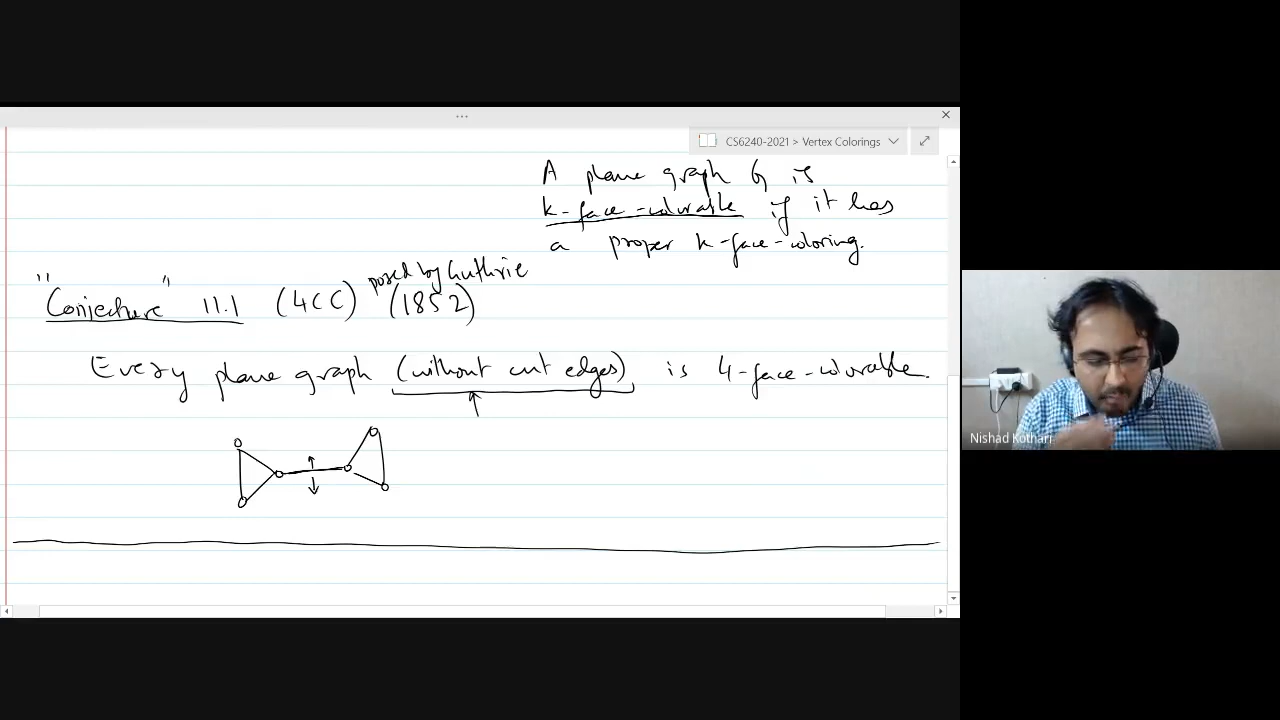 CS6240-2021 > Vertex Colorings
A plane graph G is
k-face-colorable if it has
a proper k-face-coloring.
posed by Guthrie
"Conjecture" 11.1 (4CC) (1852)
Every plane graph (without cut edges) is 4-face-colorable.
Nishad Kothari